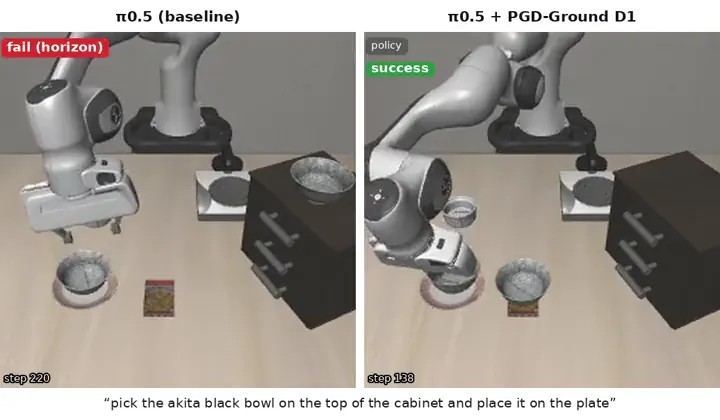 π0.5 (baseline)
π0.5 + PGD-Ground D1
fail (horizon)
policy
success
step 220
step 138
“pick the akita black bowl on the top of the cabinet and place it on the plate”